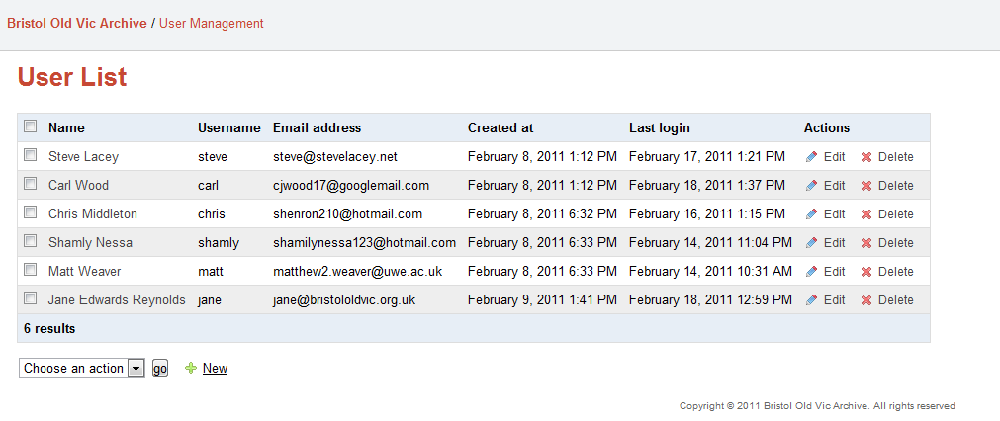 Bristol Old Vic Archive / User Management
User List
Name Username Email address Created at Last login Actions
Steve Lacey steve steve@stevelacey.net February 8, 2011 1:12 PM February 17, 2011 1:21 PM Edit Delete
Carl Wood carl cjwood17@googlemail.com February 8, 2011 1:12 PM February 18, 2011 1:37 PM Edit Delete
Chris Middleton chris shenron210@hotmail.com February 8, 2011 6:32 PM February 16, 2011 1:15 PM Edit Delete
Shamly Nessa shamly shamilynessa123@hotmail.com February 8, 2011 6:33 PM February 14, 2011 11:04 PM Edit Delete
Matt Weaver matt matthew2.weaver@uwe.ac.uk February 8, 2011 6:33 PM February 14, 2011 10:31 AM Edit Delete
Jane Edwards Reynolds jane jane@bristololdvic.org.uk February 9, 2011 1:41 PM February 18, 2011 12:59 PM Edit Delete
6 results
Choose an action go New
Copyright © 2011 Bristol Old Vic Archive. All rights reserved